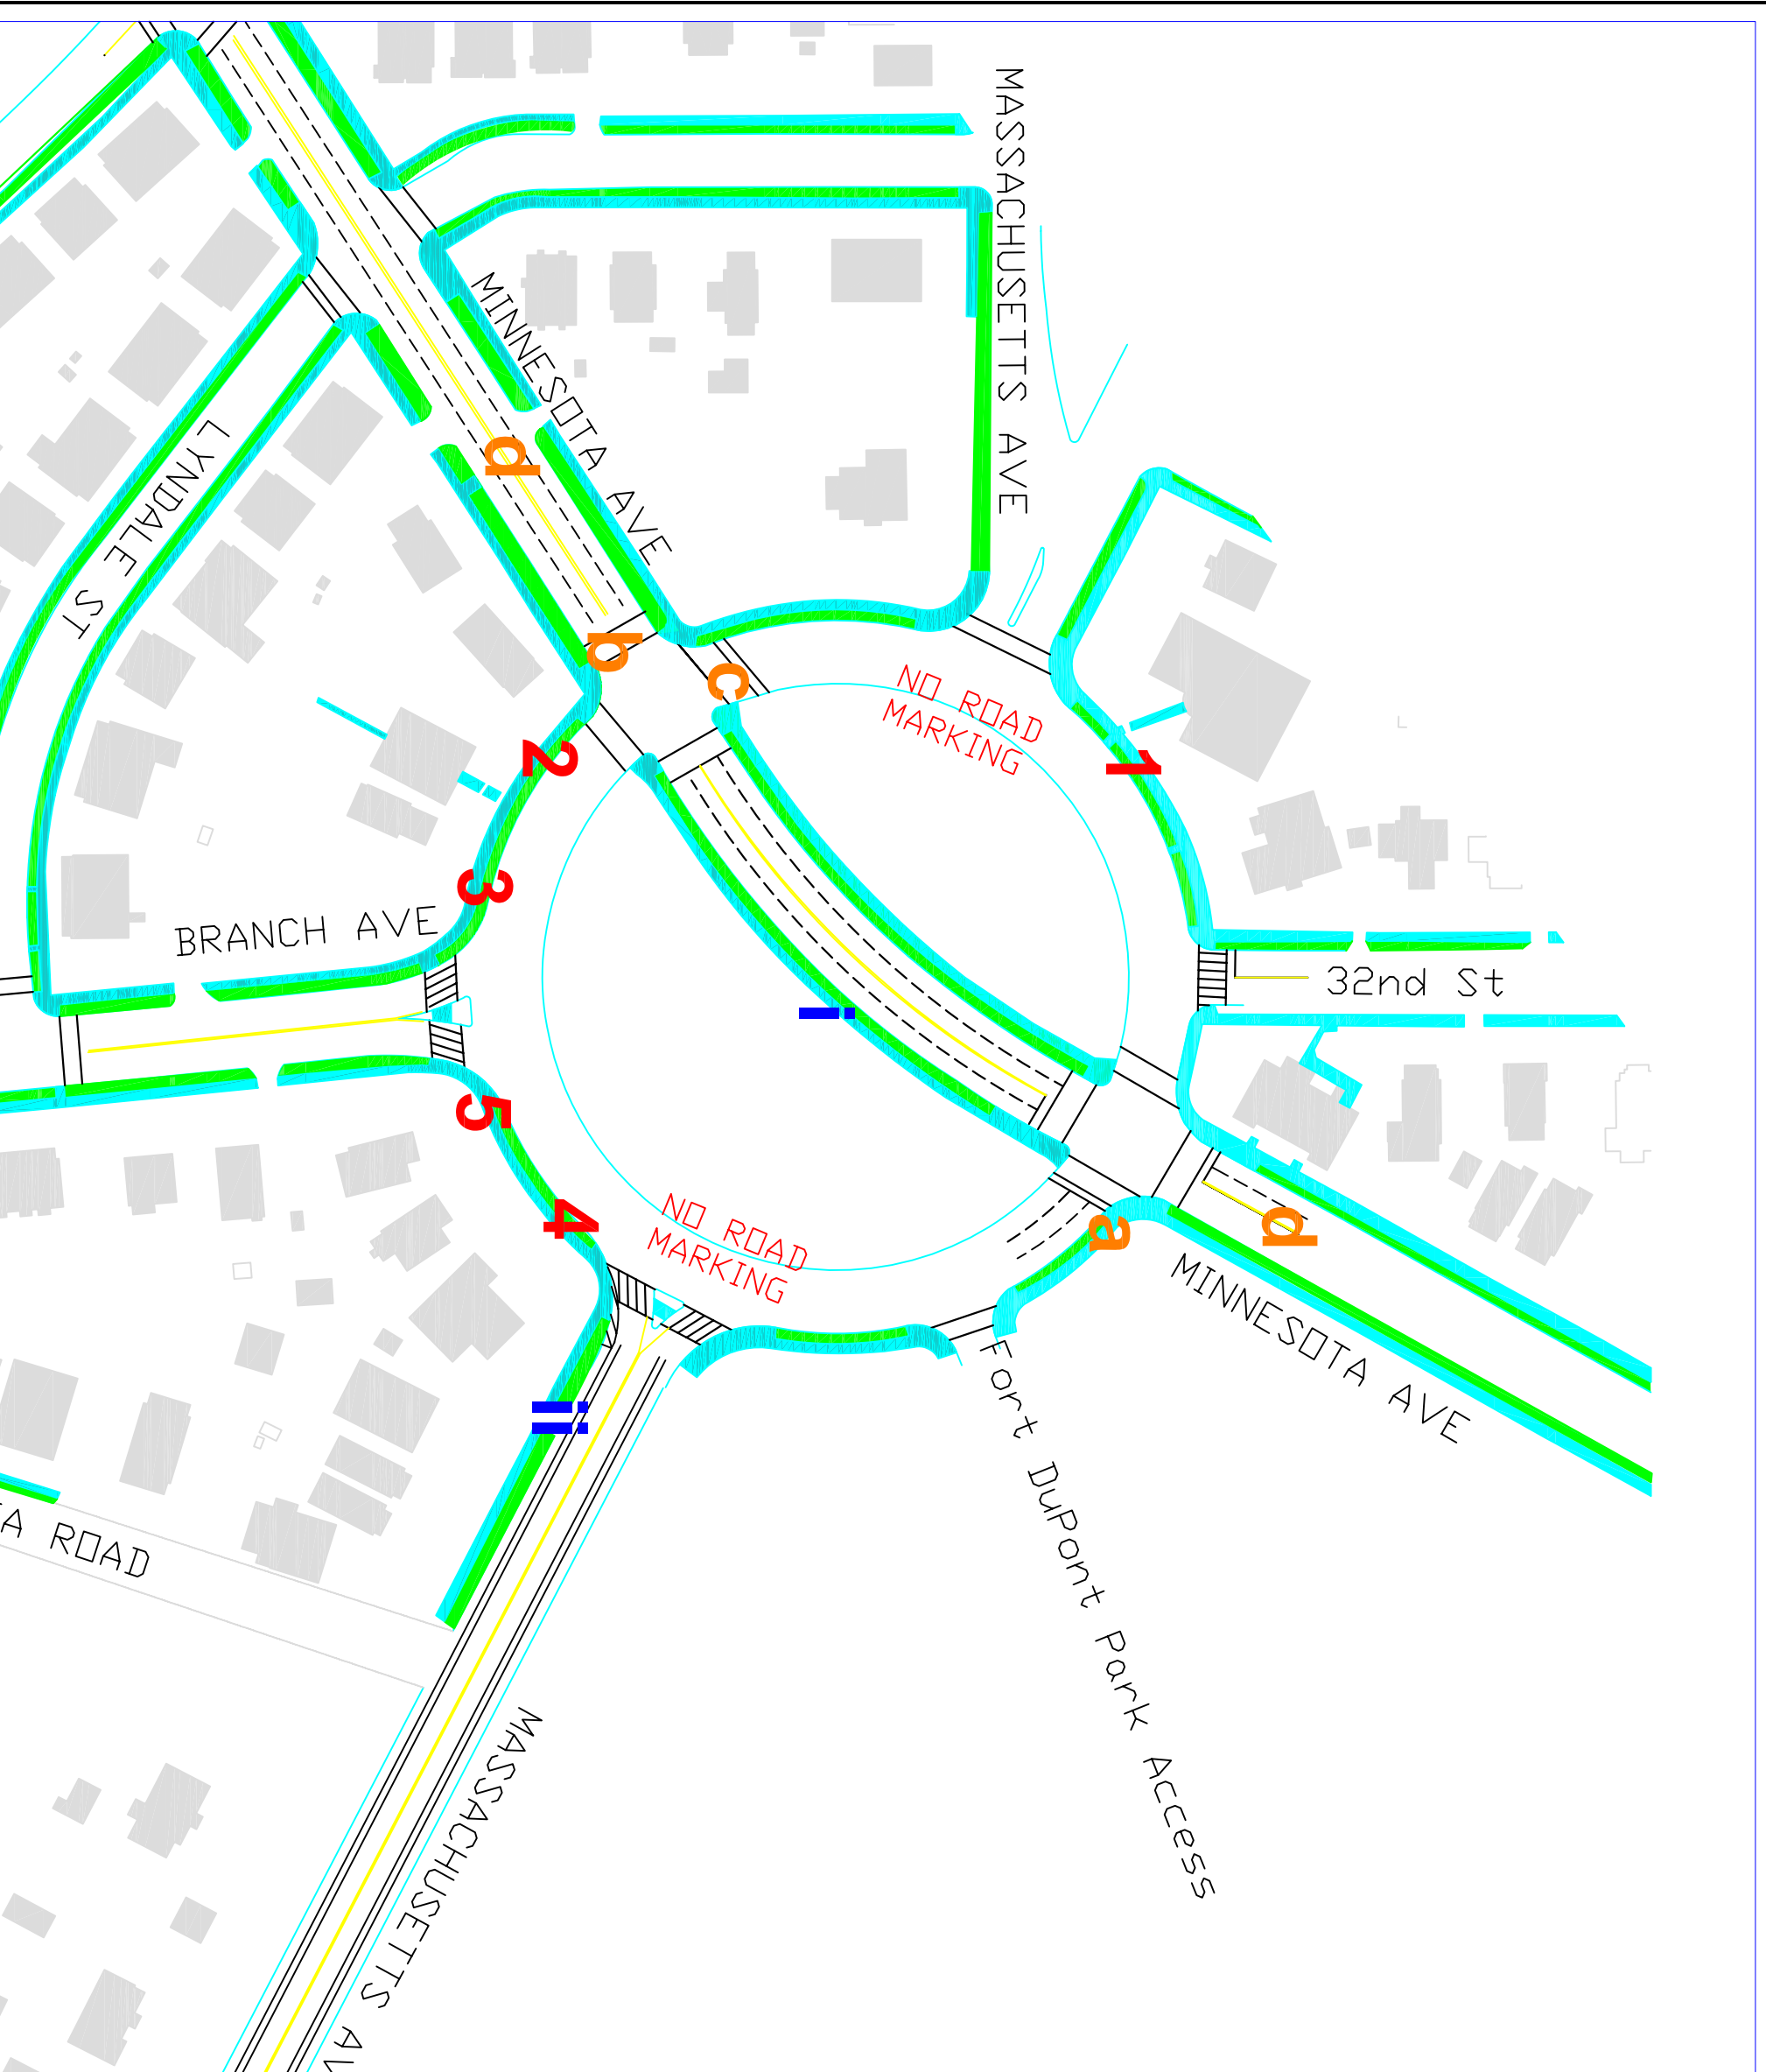 MASSACHUSETTS AVE
MINNESOTA AVE
d
LYNDALE ST
b
c
NO ROAD
MARKING
2
1
3
BRANCH AVE
32nd St
I
5
4
NO ROAD
MARKING
a
d
MINNESOTA AVE
Fort DuPont Park Access
A ROAD
MASSACHUSETTS AV